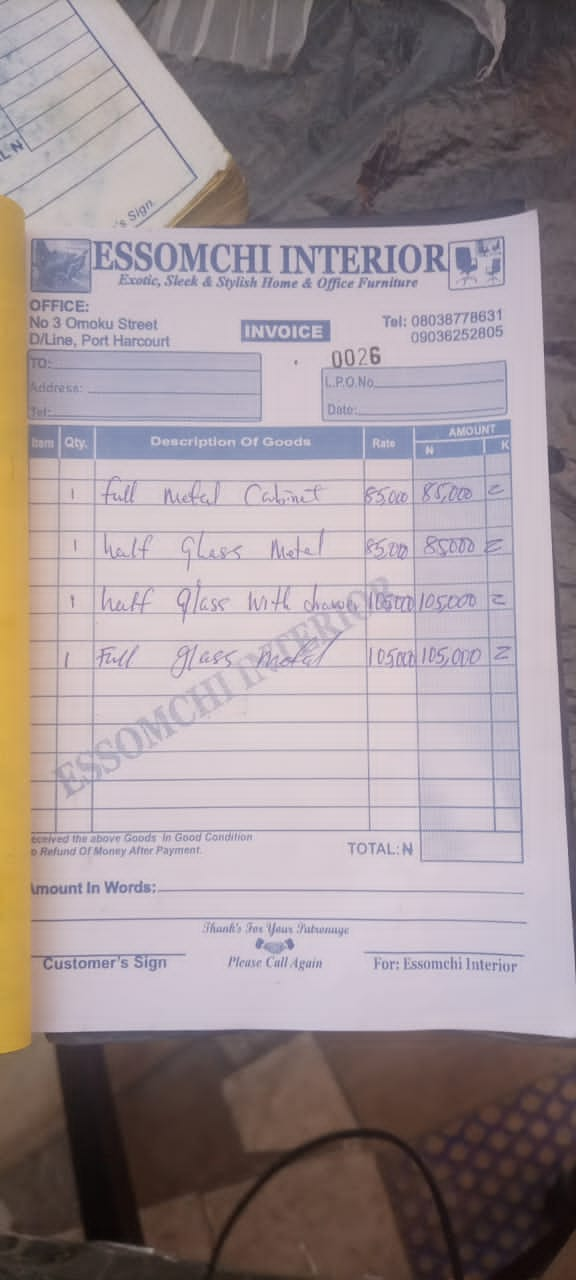 L N
's Sign
ESSOMCHI INTERIOR
Exotic, Sleek & Stylish Home & Office Furniture
OFFICE:
No 3 Omoku Street
D/Line, Port Harcourt
INVOICE
Tel: 08038778631
09036252805
0026
TO:
Address:
Tel:
L.P.O.No
Date:
Item Qty. Description Of Goods Rate AMOUNT
N K
1 full metal Cabinet 85,000 85,000 =
1 half Glass Metal 85,000 85000 =
1 half glass with drawer 105000 105,000 =
1 Full glass metal 105000 105,000 =
ESSOMCHI INTERIOR
eceived the above Goods In Good Condition
o Refund Of Money After Payment.
TOTAL: N
Amount In Words:
Thank's For Your Patronage
Customer's Sign Please Call Again For: Essomchi Interior